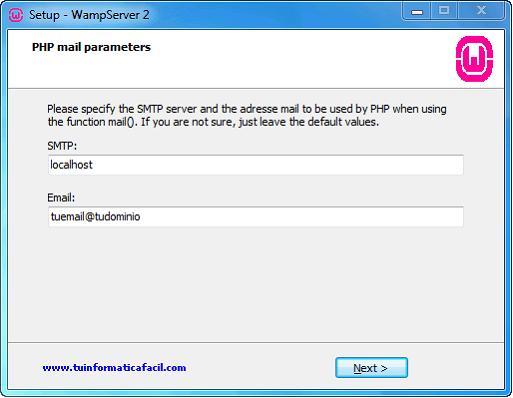 Setup - WampServer 2
PHP mail parameters
Please specify the SMTP server and the adresse mail to be used by PHP when using
the function mail(). If you are not sure, just leave the default values.
SMTP:
localhost
Email:
tuemail@tudominio
www.tuinformaticafacil.com
Next >